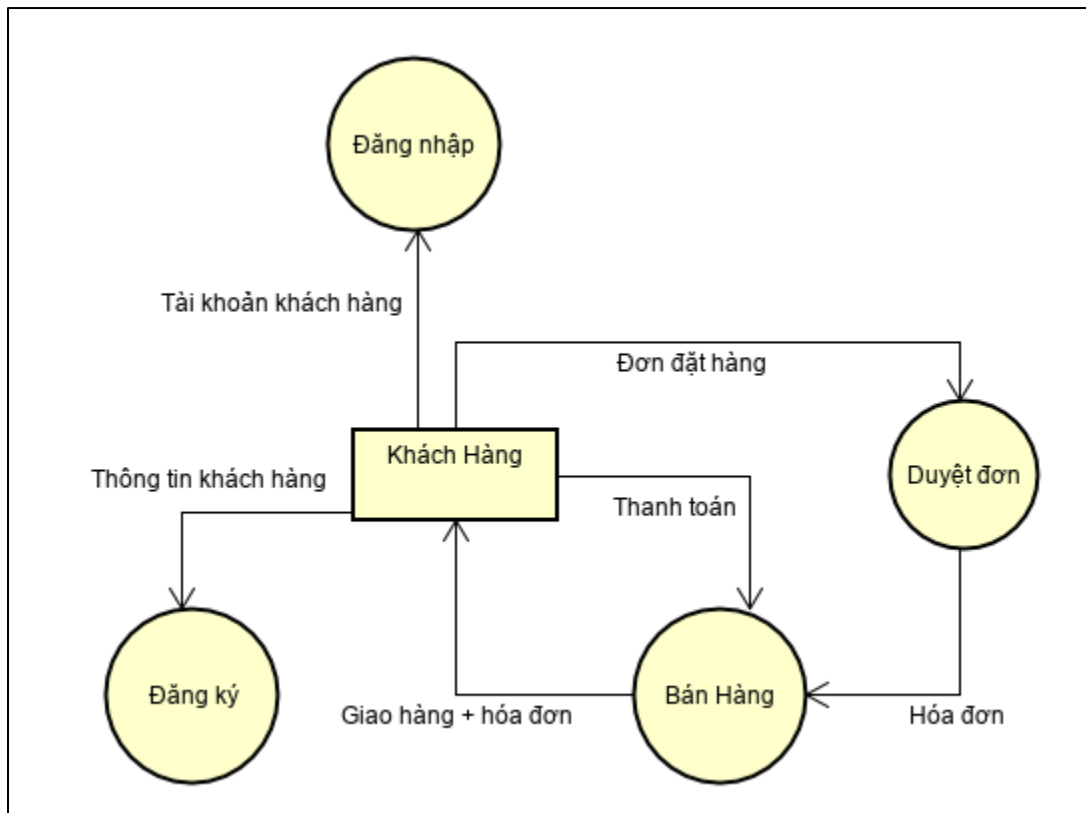 Đăng nhập
Tài khoản khách hàng
Đơn đặt hàng
Khách Hàng
Thông tin khách hàng
Duyệt đơn
Thanh toán
Đăng ký
Bán Hàng
Giao hàng + hóa đơn
Hóa đơn